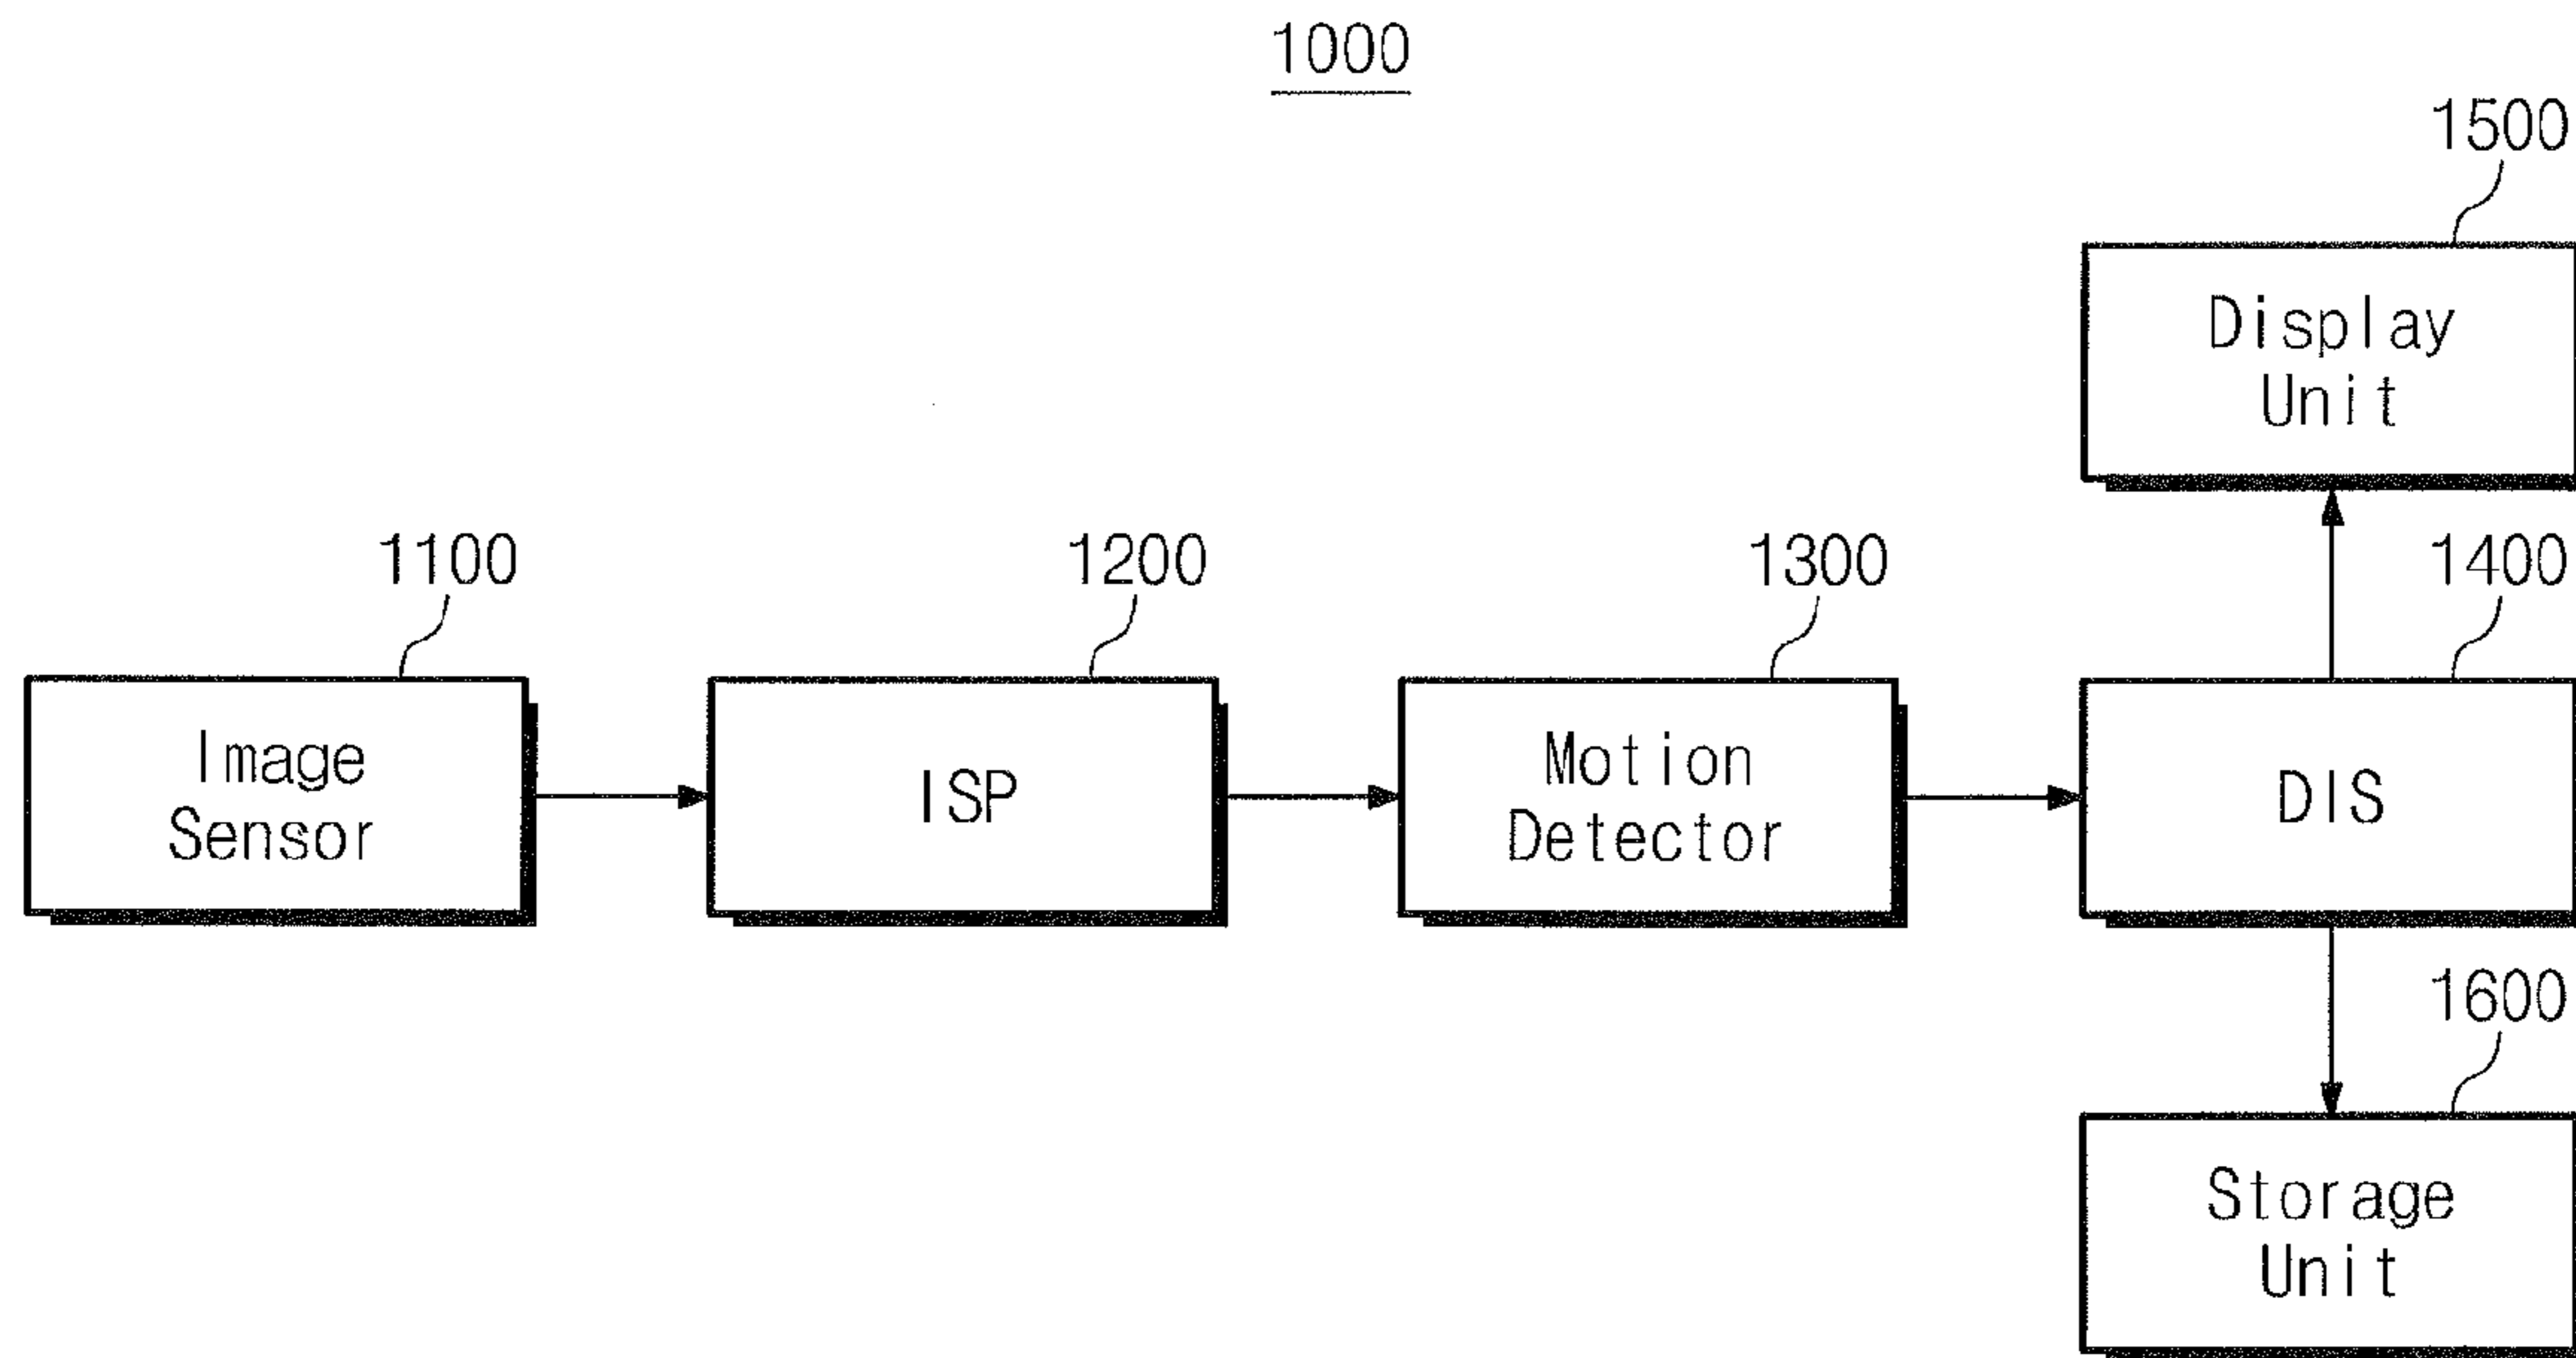 1000
1500
Display
Unit
1100
1200
1300
1400
Image
Sensor
ISP
Motion
Detector
DIS
1600
Storage
Unit